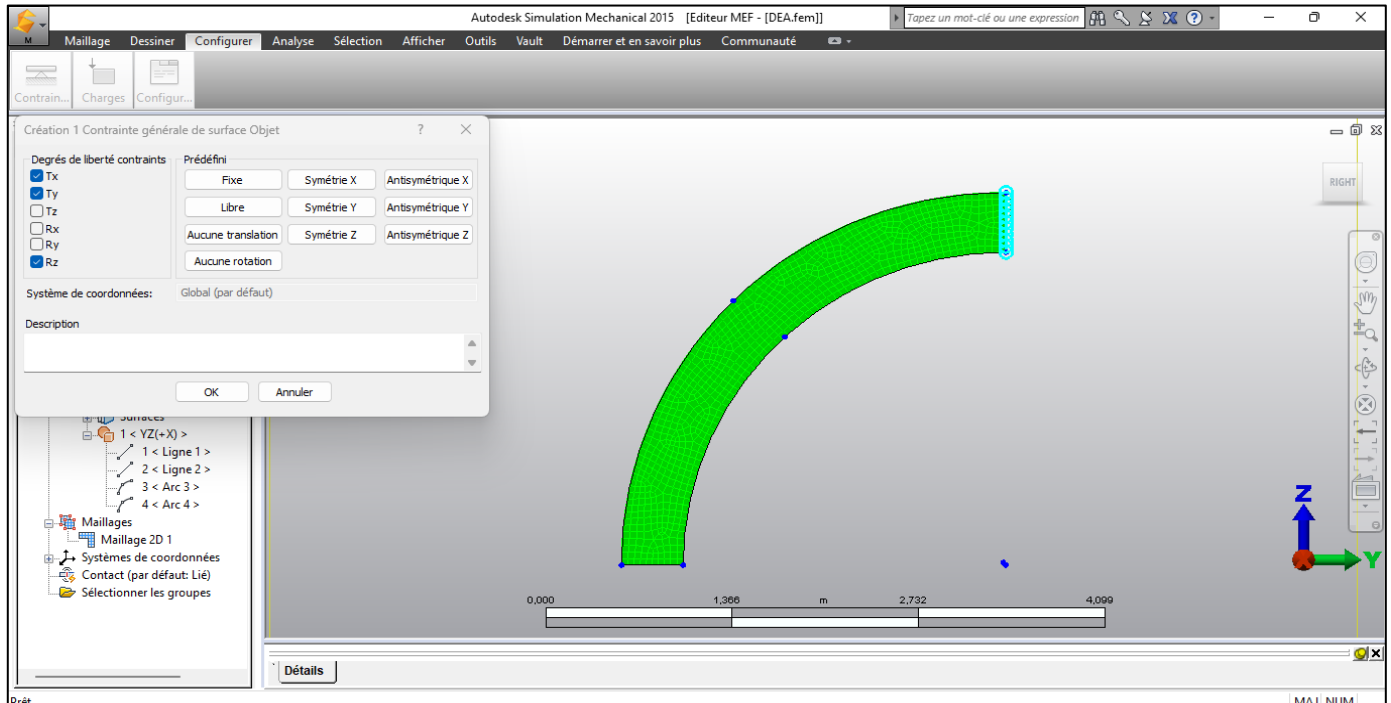 Autodesk Simulation Mechanical 2015 [Editeur MEF - [DEA.fem]]
Tapez un mot-clé ou une expression
M Maillage Dessiner Configurer Analyse Sélection Afficher Outils Vault Démarrer et en savoir plus Communauté
Contrain... Charges Configur...
Création 1 Contrainte générale de surface Objet ? ×
Degrés de liberté contraints
Tx
Ty
Tz
Rx
Ry
Rz
Prédéfini
Fixe Symétrie X Antisymétrique X
Libre Symétrie Y Antisymétrique Y
Aucune translation Symétrie Z Antisymétrique Z
Aucune rotation
Système de coordonnées: Global (par défaut)
Description
OK Annuler
Surfaces
1 < YZ(+X) >
1 < Ligne 1 >
2 < Ligne 2 >
3 < Arc 3 >
4 < Arc 4 >
Maillages
Maillage 2D 1
Systèmes de coordonnées
Contact (par défaut: Lié)
Sélectionner les groupes
RIGHT
Z
Y
0,000 1,366 m 2,732 4,099
Détails
Prêt
MAJ NUM